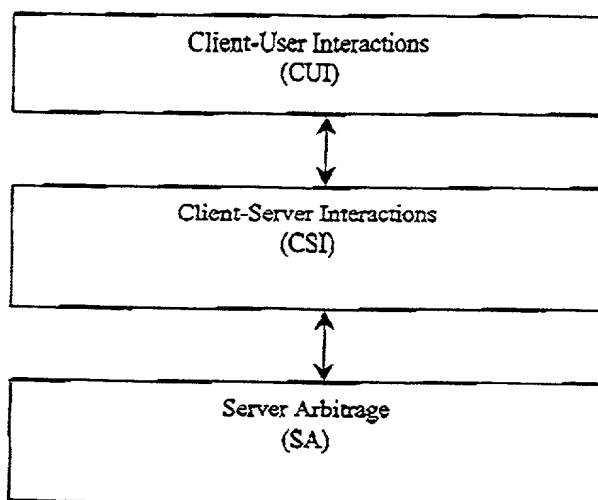 Client-User Interactions
(CUI)
Client-Server Interactions
(CSI)
Server Arbitrage
(SA)